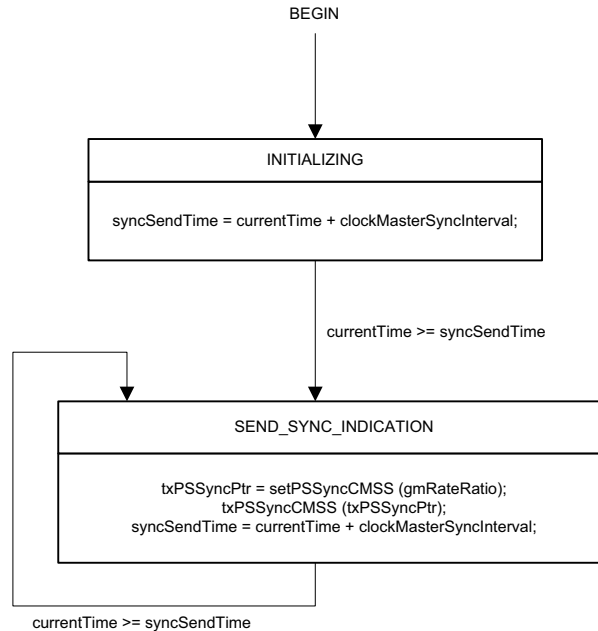 BEGIN
INITIALIZING
syncSendTime = currentTime + clockMasterSyncInterval;
currentTime >= syncSendTime
SEND_SYNC_INDICATION
txPSSyncPtr = setPSSyncCMSS (gmRateRatio);
txPSSyncCMSS (txPSSyncPtr);
syncSendTime = currentTime + clockMasterSyncInterval;
currentTime >= syncSendTime